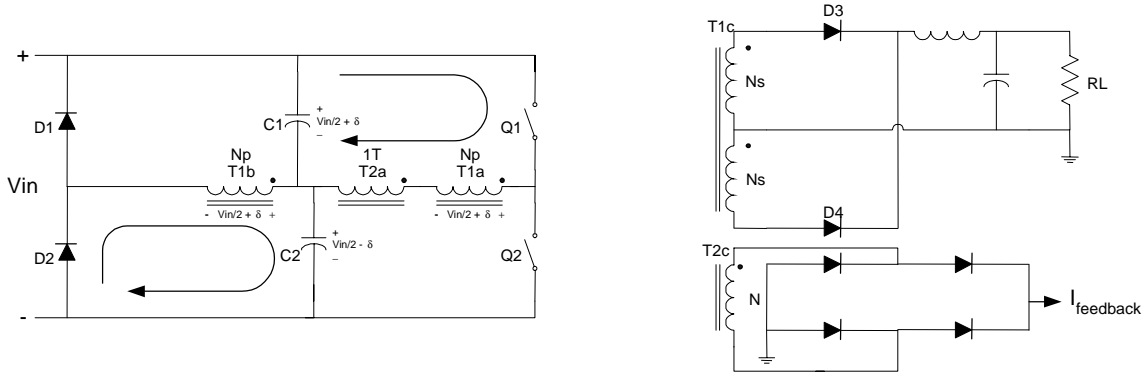 +
D1
C1
+
Vin/2 + δ
–
Q1
Np
T1b
1T
T2a
Np
T1a
Vin
- Vin/2 + δ +
- Vin/2 + δ +
D2
C2
+
Vin/2 - δ
–
Q2
-
T1c
D3
Ns
RL
Ns
D4
T2c
N
Ifeedback